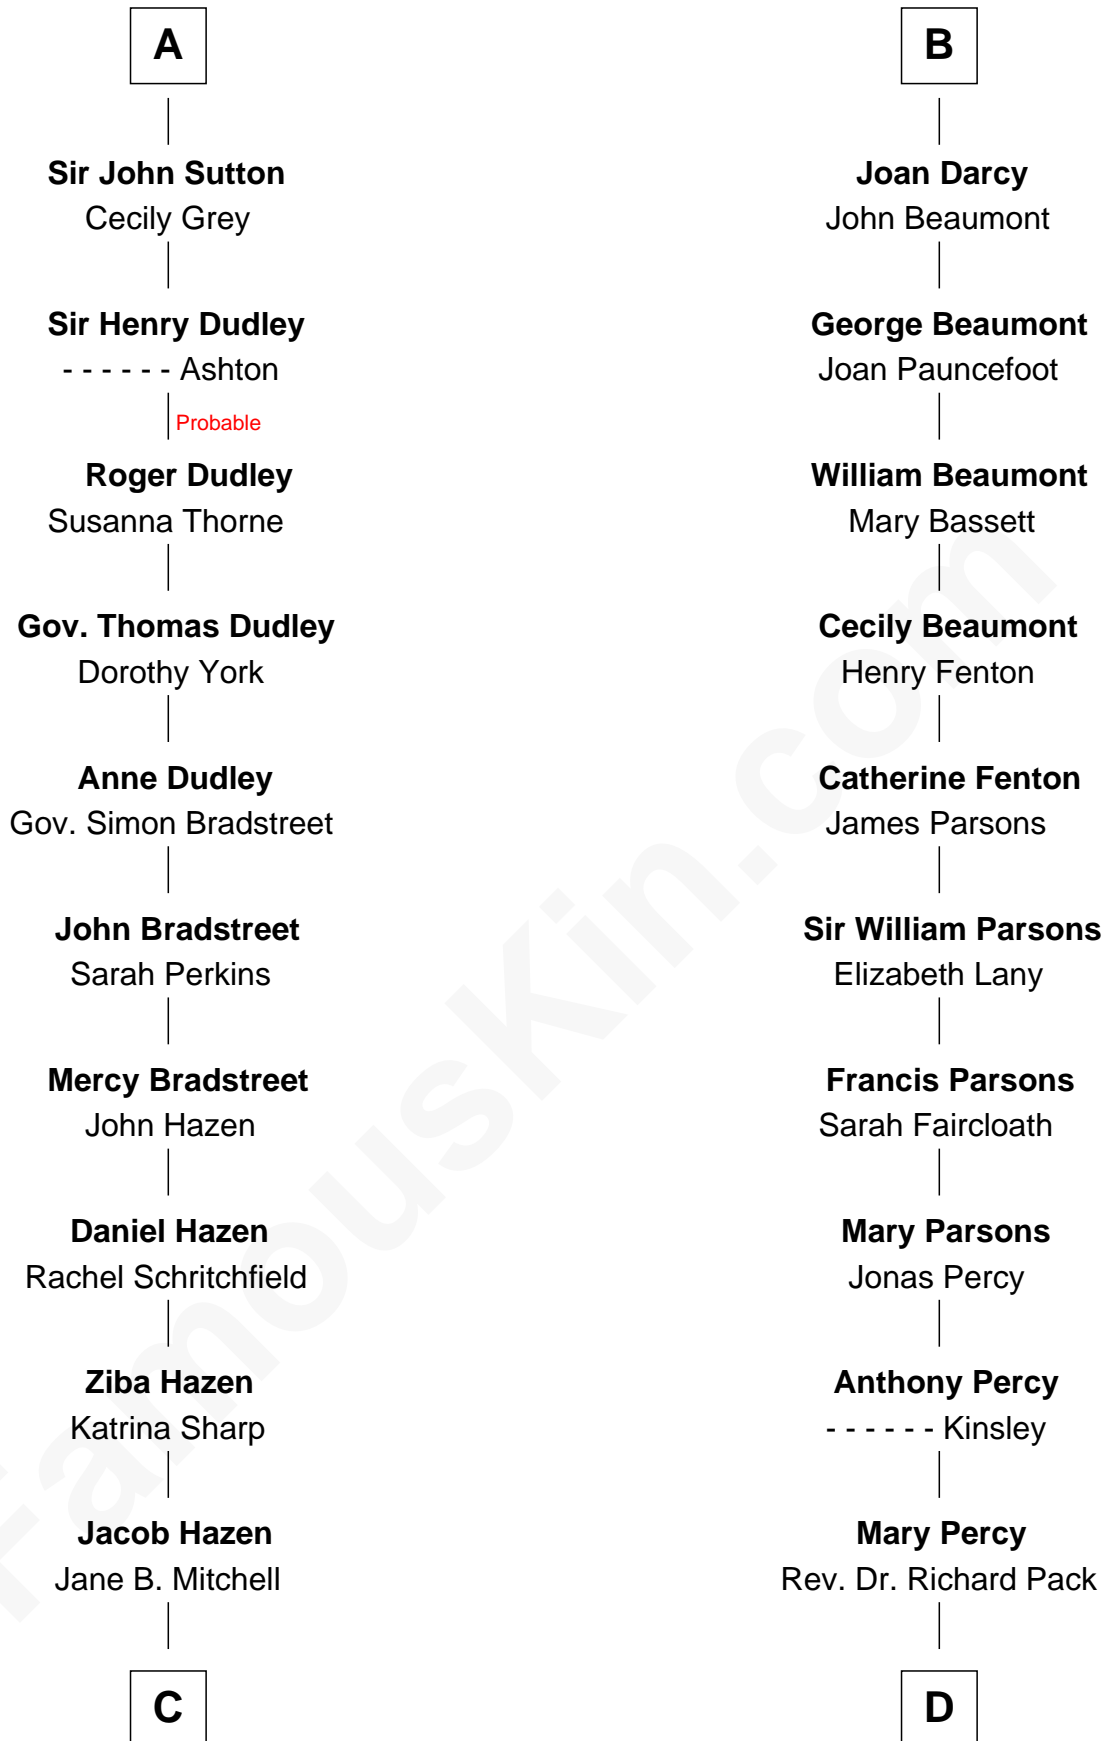 A
Sir John Sutton
Cecily Grey
Sir Henry Dudley
- - - - - - Ashton
Probable
Roger Dudley
Susanna Thorne
Gov. Thomas Dudley
Dorothy York
Anne Dudley
Gov. Simon Bradstreet
John Bradstreet
Sarah Perkins
Mercy Bradstreet
John Hazen
Daniel Hazen
Rachel Schritchfield
Ziba Hazen
Katrina Sharp
Jacob Hazen
Jane B. Mitchell
C
B
Joan Darcy
John Beaumont
George Beaumont
Joan Pauncefoot
William Beaumont
Mary Bassett
Cecily Beaumont
Henry Fenton
Catherine Fenton
James Parsons
Sir William Parsons
Elizabeth Lany
Francis Parsons
Sarah Faircloath
Mary Parsons
Jonas Percy
Anthony Percy
- - - - - - Kinsley
Mary Percy
Rev. Dr. Richard Pack
D
FamousKin.com